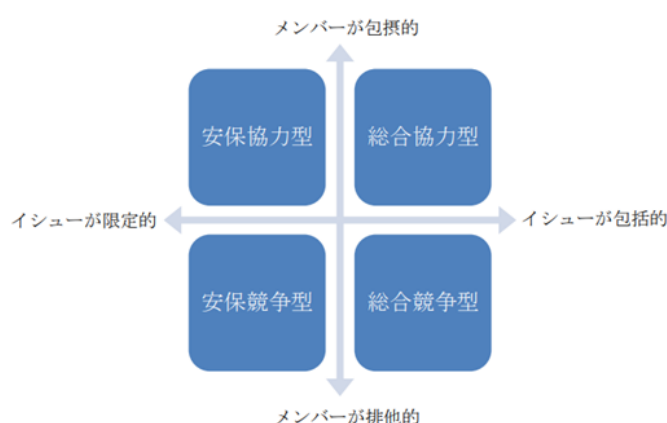 メンバーが包摂的
安保協力型
総合協力型
イシューが限定的
イシューが包括的
安保競争型
総合競争型
メンバーが排他的